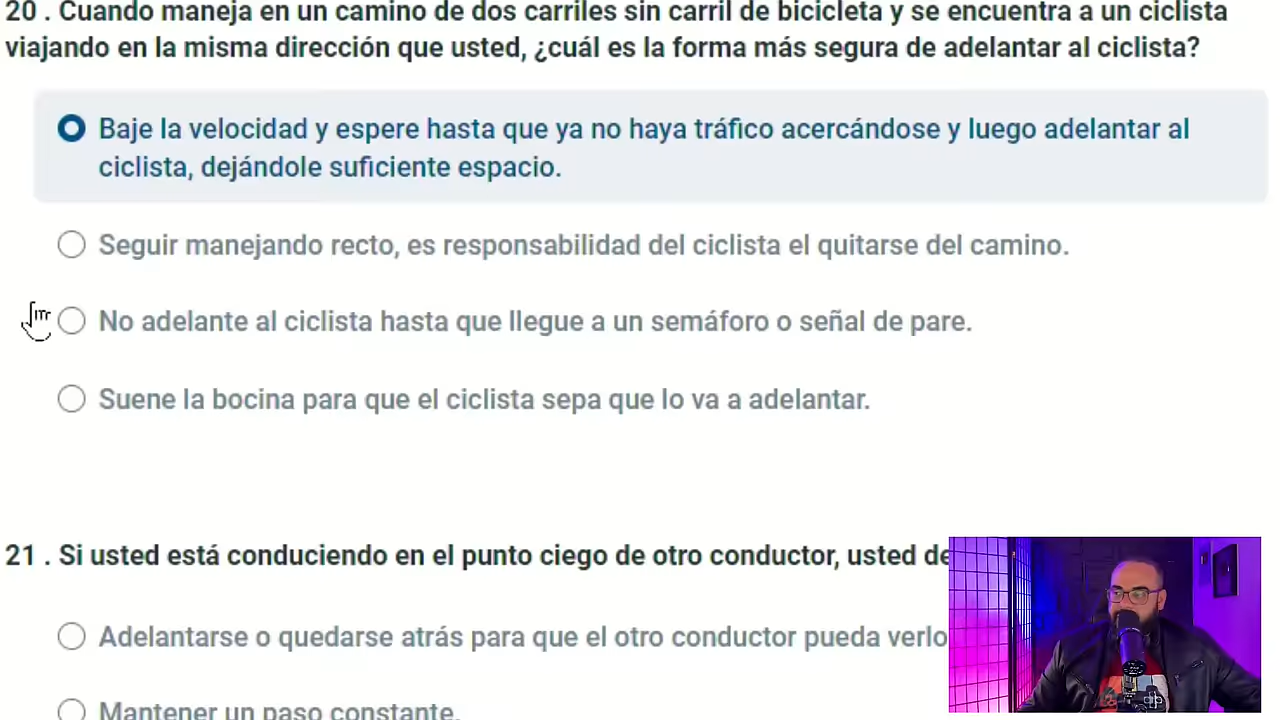 20 . Cuando maneja en un camino de dos carriles sin carril de bicicleta y se encuentra a un ciclista
viajando en la misma dirección que usted, ¿cuál es la forma más segura de adelantar al ciclista?
Baje la velocidad y espere hasta que ya no haya tráfico acercándose y luego adelantar al
ciclista, dejándole suficiente espacio.
Seguir manejando recto, es responsabilidad del ciclista el quitarse del camino.
No adelante al ciclista hasta que llegue a un semáforo o señal de pare.
Suene la bocina para que el ciclista sepa que lo va a adelantar.
21 . Si usted está conduciendo en el punto ciego de otro conductor, usted de
Adelantarse o quedarse atrás para que el otro conductor pueda verlo
Mantener un paso constante.